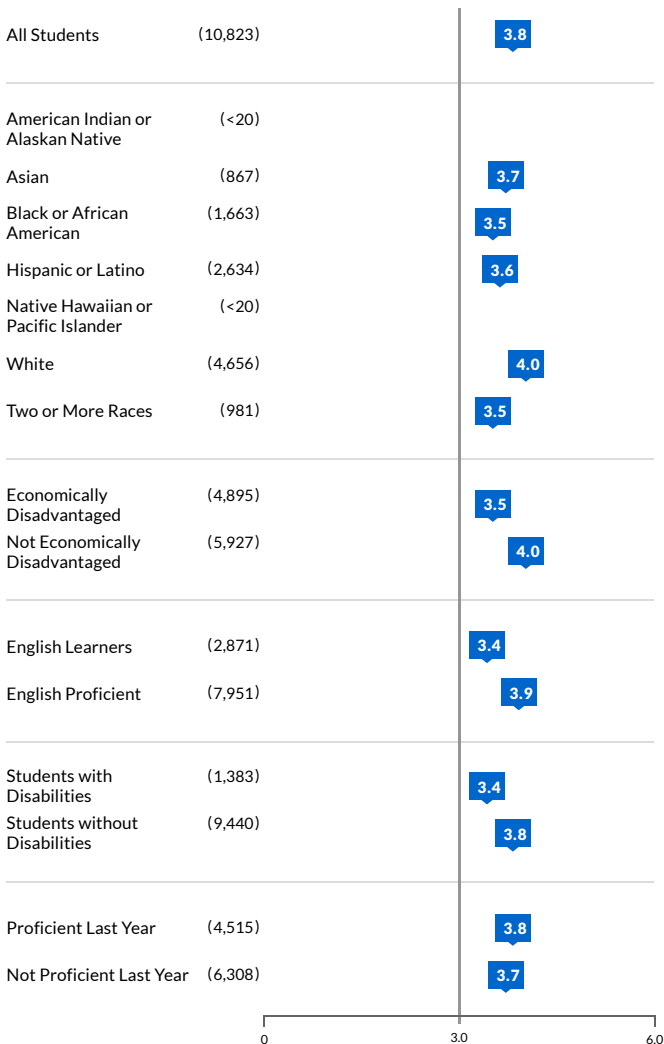 All Students (10,823) 3.8
American Indian or (<20)
Alaskan Native
Asian (867) 3.7
Black or African (1,663) 3.5
American
Hispanic or Latino (2,634) 3.6
Native Hawaiian or (<20)
Pacific Islander
White (4,656) 4.0
Two or More Races (981) 3.5
Economically (4,895) 3.5
Disadvantaged
Not Economically (5,927) 4.0
Disadvantaged
English Learners (2,871) 3.4
English Proficient (7,951) 3.9
Students with (1,383) 3.4
Disabilities
Students without (9,440) 3.8
Disabilities
Proficient Last Year (4,515) 3.8
Not Proficient Last Year (6,308) 3.7
0 3.0 6.0